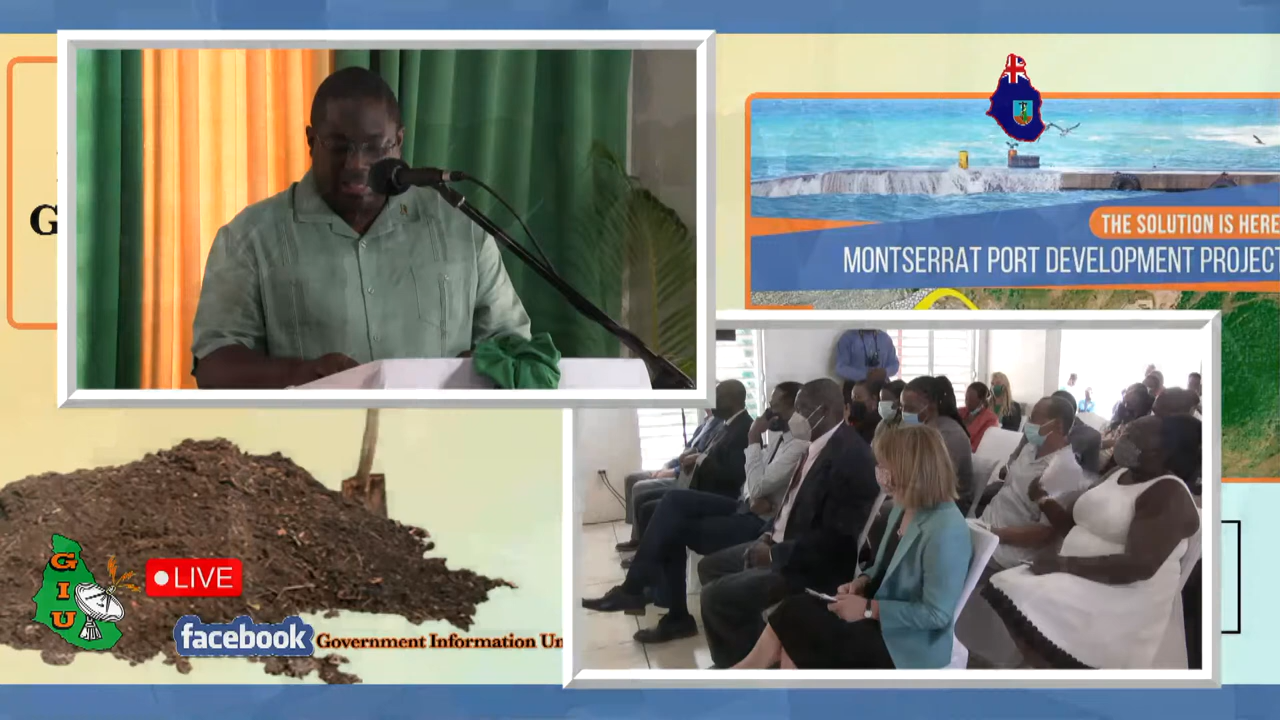 G
THE SOLUTION IS HERE
MONTSERRAT PORT DEVELOPMENT PROJECT
GIU
LIVE
facebook
Government Information Un